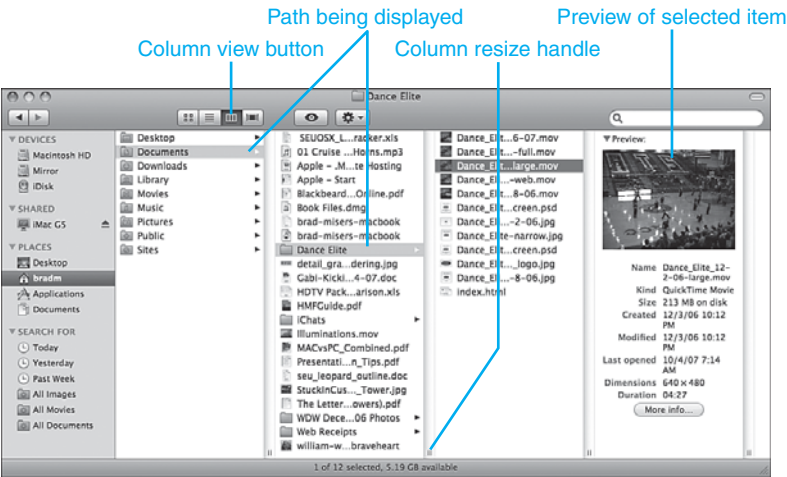 Path being displayed
Preview of selected item
Column view button
Column resize handle
Dance Elite
DEVICES
Macintosh HD
Mirror
iDisk
SHARED
iMac G5
PLACES
Desktop
bradm
Applications
Documents
SEARCH FOR
Today
Yesterday
Past Week
All Images
All Movies
All Documents
Desktop
Documents
Downloads
Library
Movies
Music
Pictures
Public
Sites
SEUOSX_L...racker.xls
01 Cruise ...Horns.mp3
Apple – .M...te Hosting
Apple – Start
Blackbeard...Online.pdf
Book Files.dmg
brad-misers-macbook
brad-misers-macbook
Dance Elite
detail_gra...dering.jpg
Gabi-Kicki...4-07.doc
HDTV Pack...arison.xls
HMFGuide.pdf
iChats
Illuminations.mov
MACvsPC_Combined.pdf
Presentati...n_Tips.pdf
seu_leopard_outline.doc
StuckInCus..._Tower.jpg
The Letter...owers).pdf
WDW Dece...06 Photos
Web Receipts
william-w...braveheart
Dance_Elit...6-07.mov
Dance_Elit...-full.mov
Dance_Elit...large.mov
Dance_Elit...-web.mov
Dance_Elit...8-06.mov
Dance_Elit...creen.psd
Dance_Elit...-2-06.jpg
Dance_Elite-narrow.jpg
Dance_Elit...creen.psd
Dance_Elit..._logo.jpg
Dance_Elit...-8-06.jpg
index.html
Preview:
Name Dance_Elite_12-
2-06-large.mov
Kind QuickTime Movie
Size 213 MB on disk
Created 12/3/06 10:12
PM
Modified 12/3/06 10:12
PM
Last opened 10/4/07 7:14
AM
Dimensions 640 × 480
Duration 04:27
More info...
1 of 12 selected, 5.19 GB available